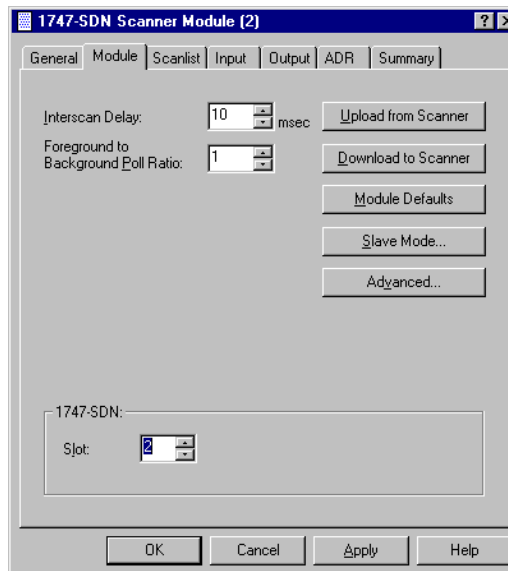 1747-SDN Scanner Module (2)
General Module Scanlist Input Output ADR Summary
Interscan Delay: 10 msec Upload from Scanner
Foreground to
Background Poll Ratio: 1 Download to Scanner
Module Defaults
Slave Mode...
Advanced...
1747-SDN:
Slot: 2
OK Cancel Apply Help